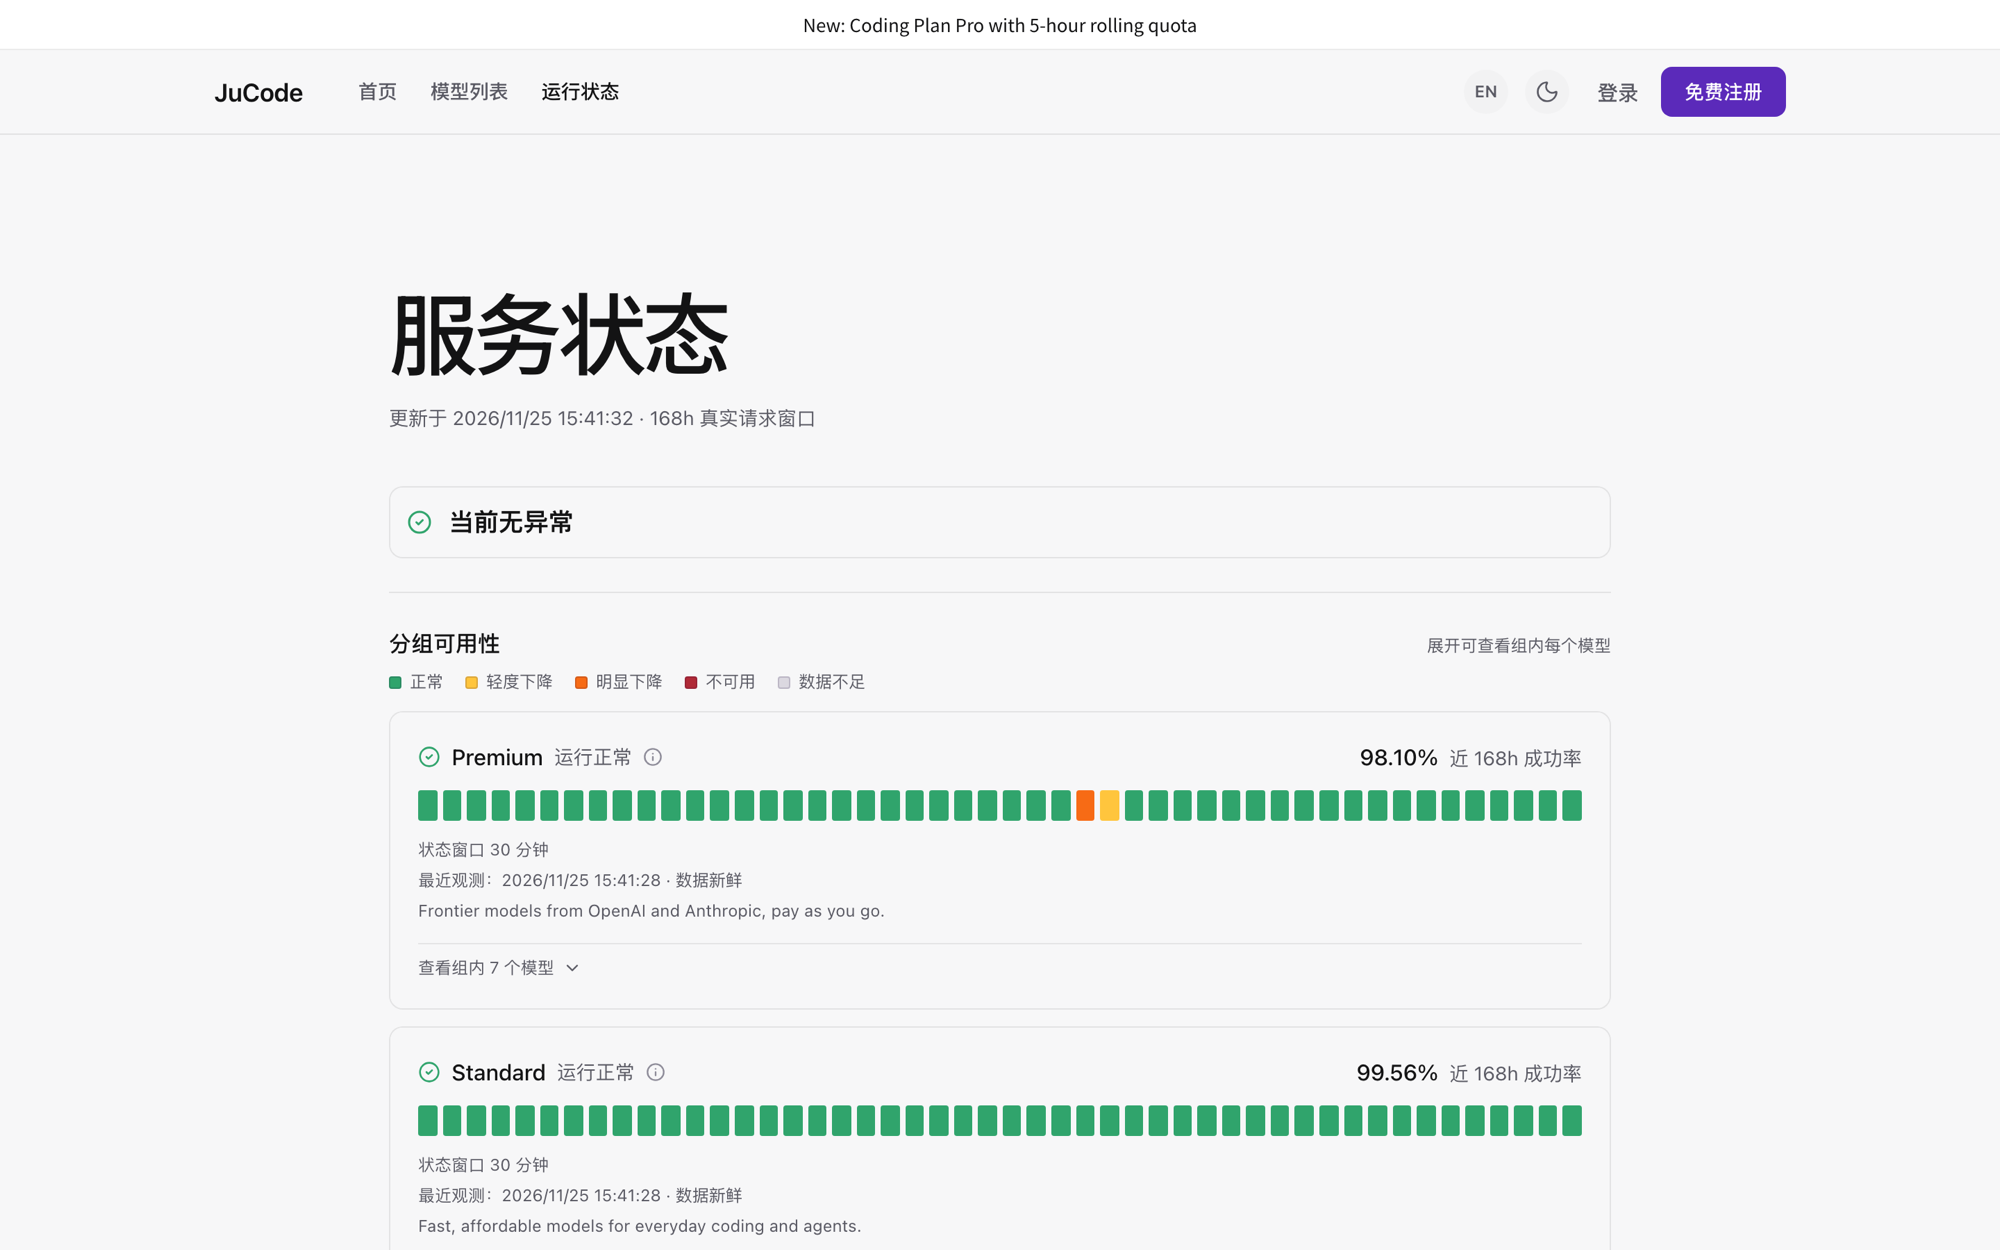 New: Coding Plan Pro with 5-hour rolling quota
JuCode 首页 模型列表 运行状态 EN 登录 免费注册
服务状态
更新于 2026/11/25 15:41:32 · 168h 真实请求窗口
当前无异常
分组可用性 展开可查看组内每个模型
正常 轻度下降 明显下降 不可用 数据不足
Premium 运行正常 98.10% 近 168h 成功率
状态窗口 30 分钟
最近观测：2026/11/25 15:41:28 · 数据新鲜
Frontier models from OpenAI and Anthropic, pay as you go.
查看组内 7 个模型
Standard 运行正常 99.56% 近 168h 成功率
状态窗口 30 分钟
最近观测：2026/11/25 15:41:28 · 数据新鲜
Fast, affordable models for everyday coding and agents.